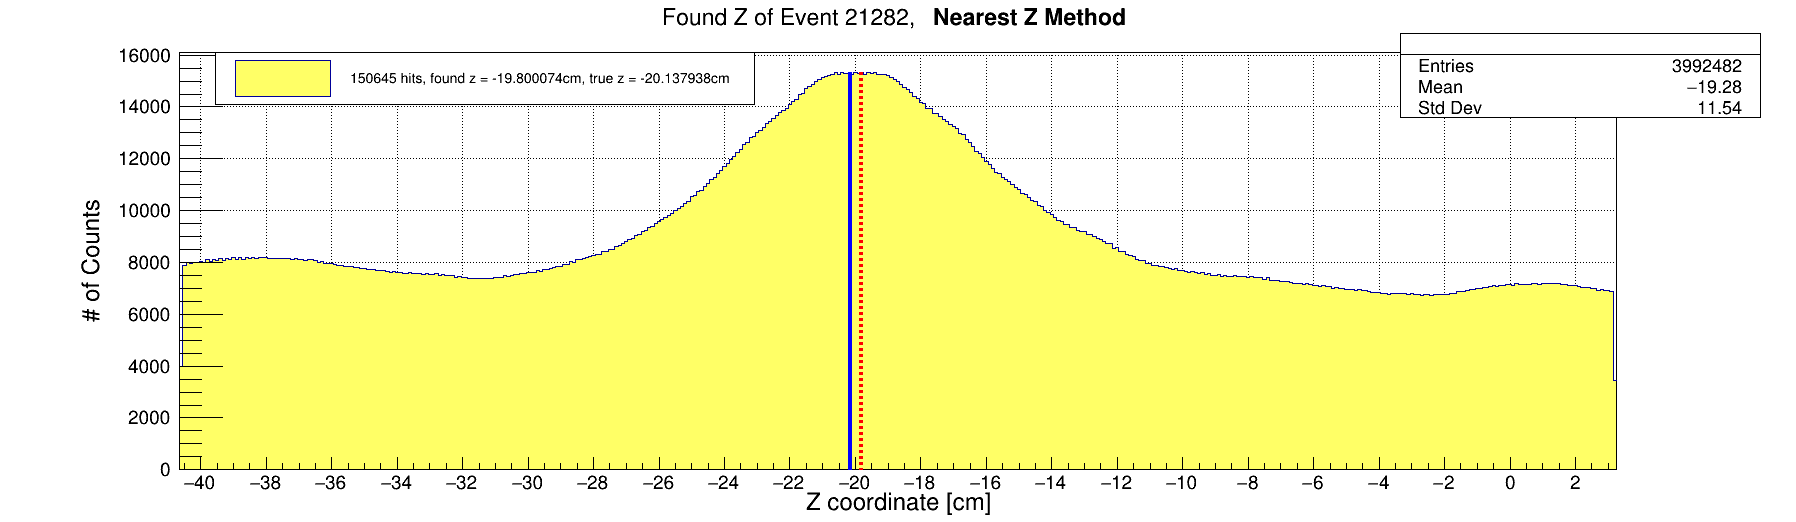 Found Z of Event 21282, Nearest Z Method
150645 hits, found z = -19.800074cm, true z = -20.137938cm
Entries 3992482
Mean −19.28
Std Dev 11.54
# of Counts
16000
14000
12000
10000
8000
6000
4000
2000
0
−40 −38 −36 −34 −32 −30 −28 −26 −24 −22 −20 −18 −16 −14 −12 −10 −8 −6 −4 −2 0 2
Z coordinate [cm]